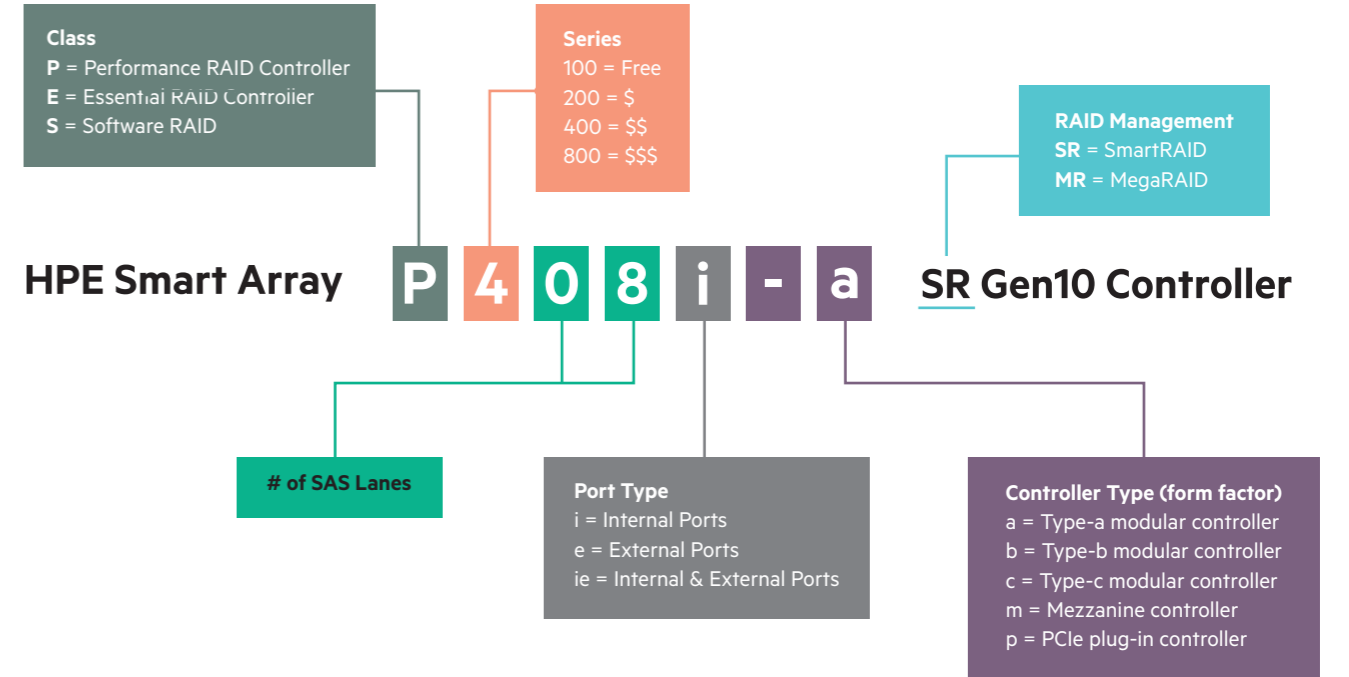 Class
P = Performance RAID Controller
E = Essential RAID Controller
S = Software RAID
Series
100 = Free
200 = $
400 = $$
800 = $$$
RAID Management
SR = SmartRAID
MR = MegaRAID
HPE Smart Array P408i-a SR Gen10 Controller
# of SAS Lanes
Port Type
i = Internal Ports
e = External Ports
ie = Internal & External Ports
Controller Type (form factor)
a = Type-a modular controller
b = Type-b modular controller
c = Type-c modular controller
m = Mezzanine controller
p = PCIe plug-in controller